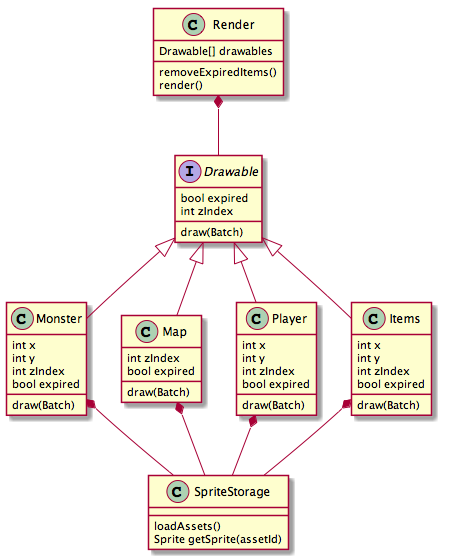 C Render
Drawable[] drawables
removeExpiredItems()
render()
I Drawable
bool expired
int zIndex
draw(Batch)
C Monster
int x
int y
int zIndex
bool expired
draw(Batch)
C Map
int zIndex
bool expired
draw(Batch)
C Player
int x
int y
int zIndex
bool expired
draw(Batch)
C Items
int x
int y
int zIndex
bool expired
draw(Batch)
C SpriteStorage
loadAssets()
Sprite getSprite(assetId)